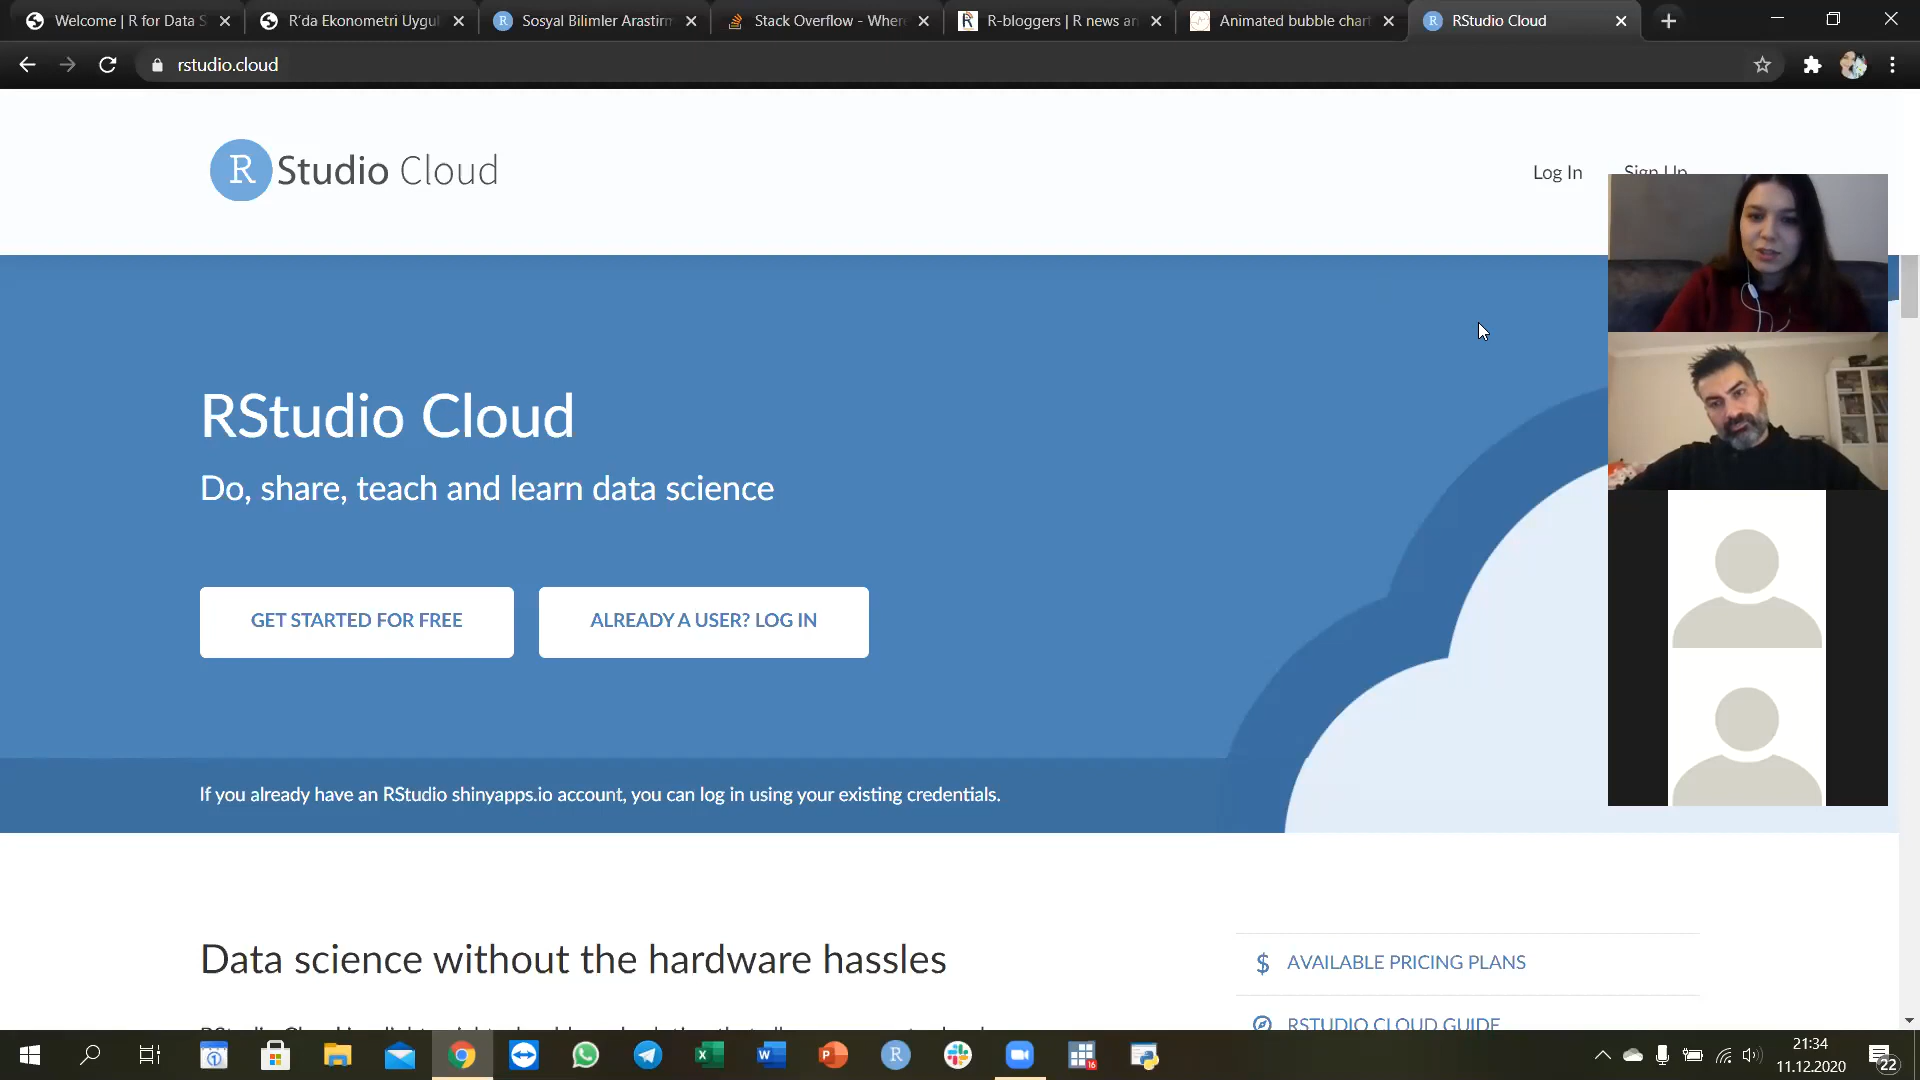 Welcome | R for Data S
R'da Ekonometri Uygul
Sosyal Bilimler Arastirm
Stack Overflow - Where
R-bloggers | R news an
Animated bubble chart
RStudio Cloud
rstudio.cloud
R Studio Cloud
Log In
Sign Up
RStudio Cloud
Do, share, teach and learn data science
GET STARTED FOR FREE
ALREADY A USER? LOG IN
If you already have an RStudio shinyapps.io account, you can log in using your existing credentials.
Data science without the hardware hassles
$ AVAILABLE PRICING PLANS
RSTUDIO CLOUD GUIDE
21:34
11.12.2020
22